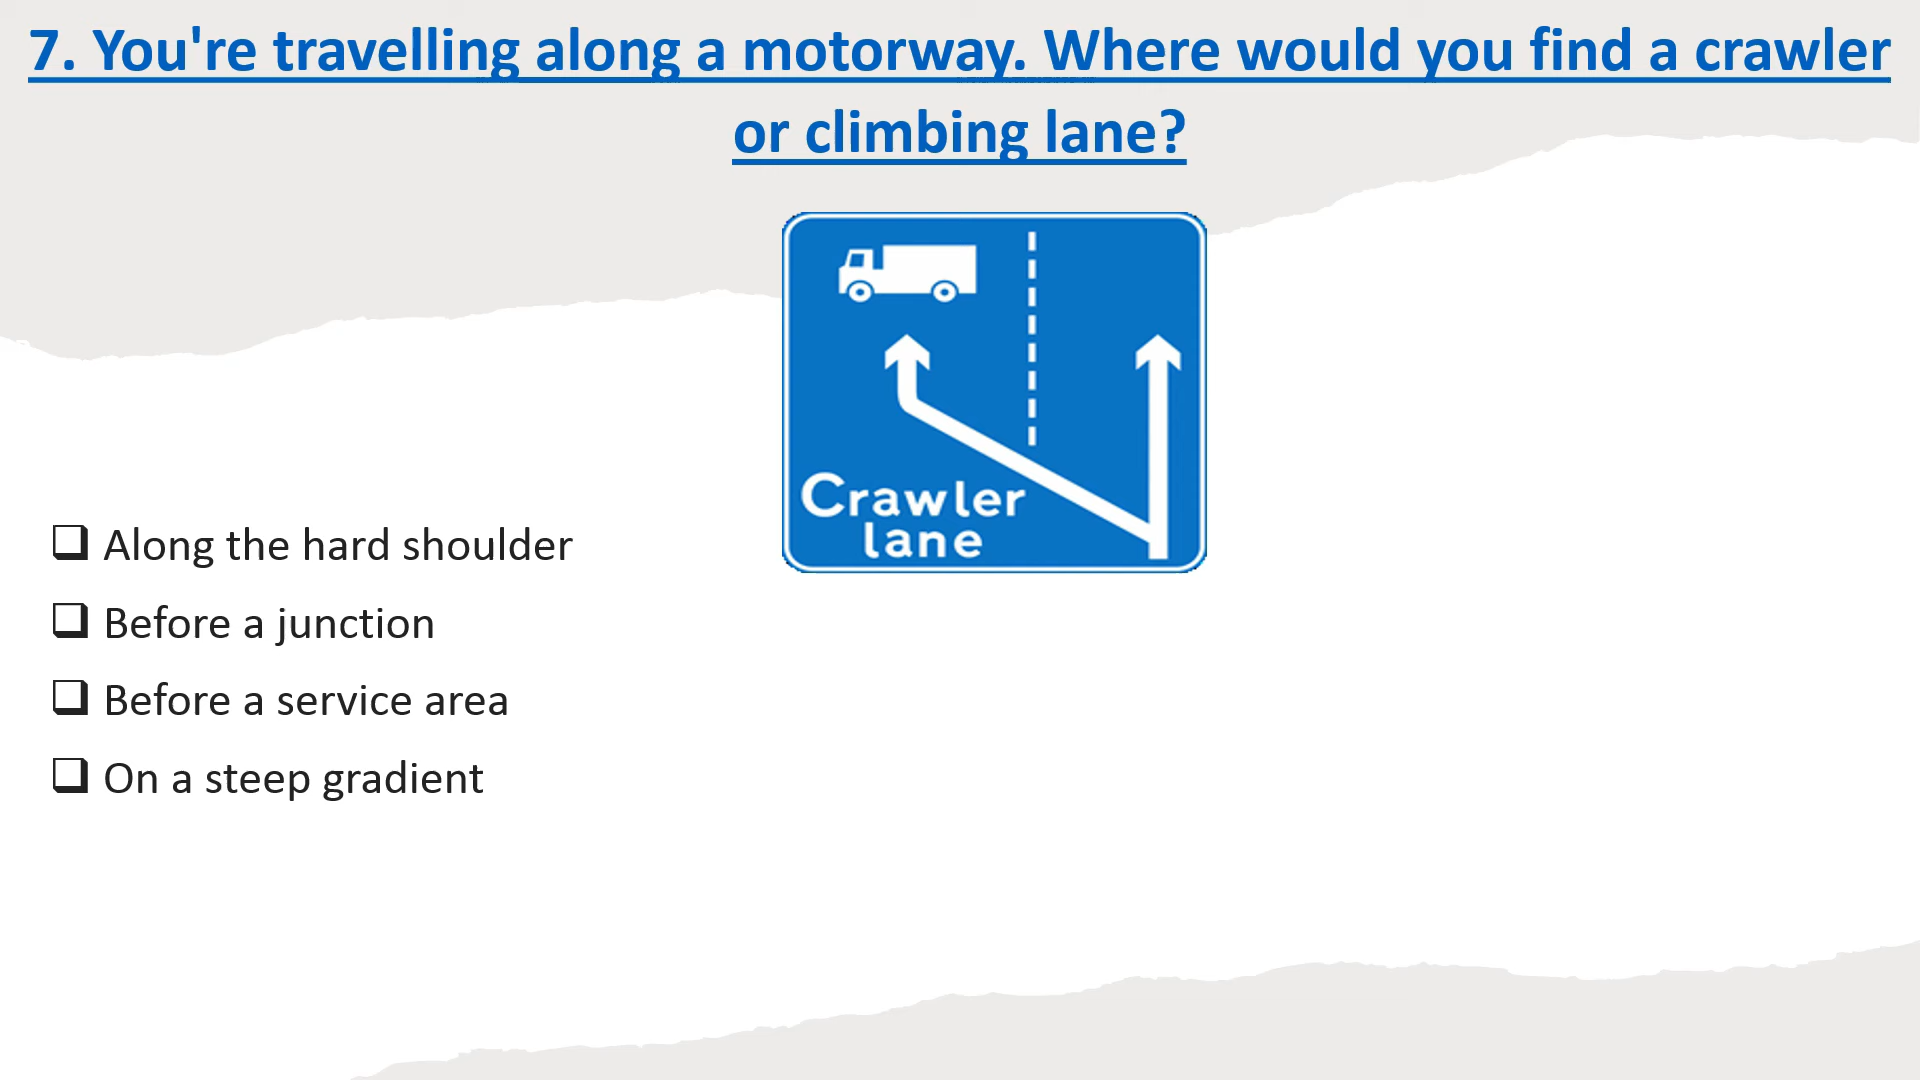 7. You're travelling along a motorway. Where would you find a crawler
or climbing lane?
Crawler
lane
❑ Along the hard shoulder
❑ Before a junction
❑ Before a service area
❑ On a steep gradient